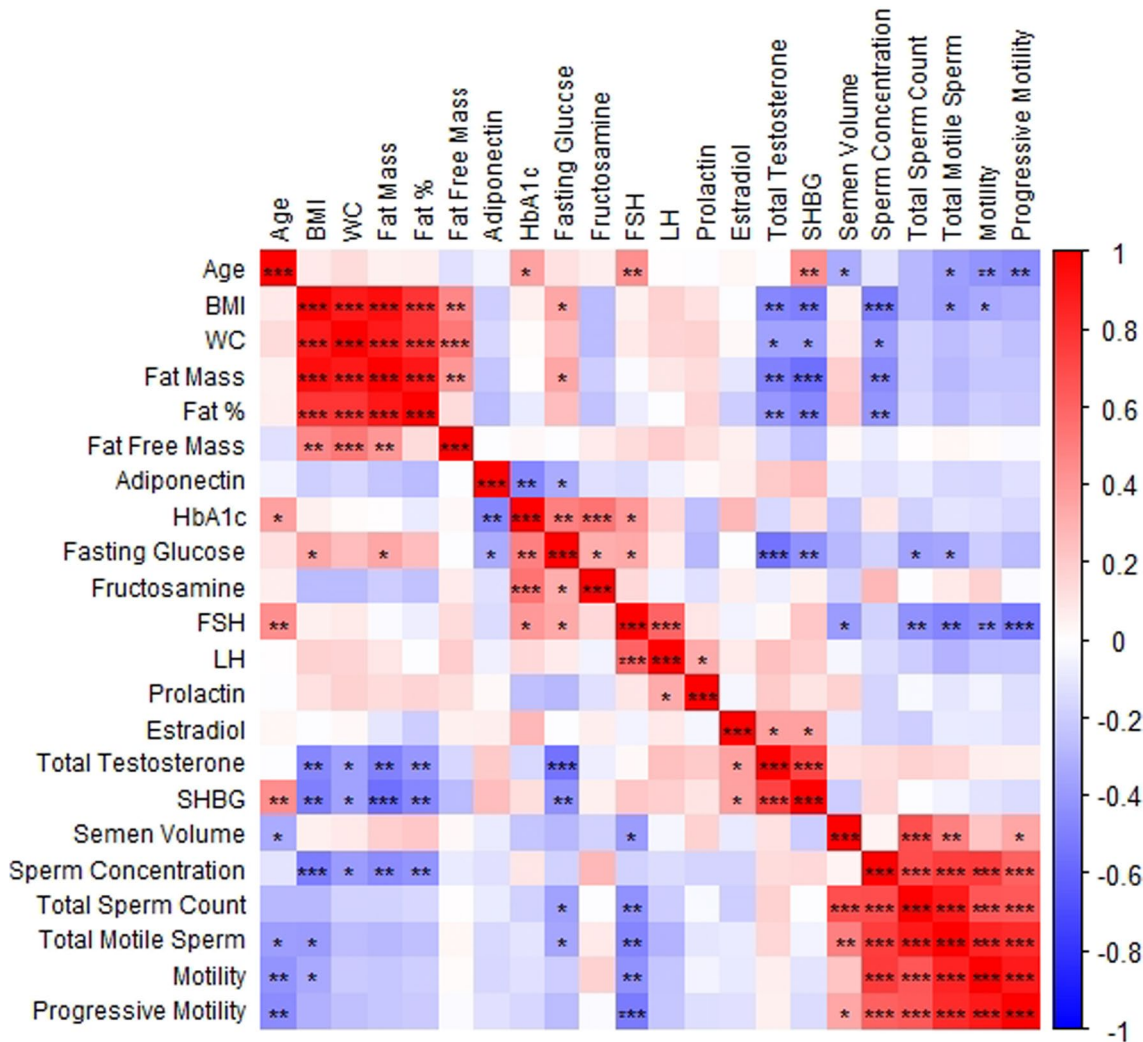 Age
BMI
WC
Fat Mass
Fat %
Fat Free Mass
Adiponectin
HbA1c
Fasting Glucose
Fructosamine
FSH
LH
Prolactin
Estradiol
Total Testosterone
SHBG
Semen Volume
Sperm Concentration
Total Sperm Count
Total Motile Sperm
Motility
Progressive Motility
Age *** * ** ** * * ** **
BMI *** *** *** *** ** * ** ** *** * *
WC *** *** *** *** *** * * *
Fat Mass *** *** *** *** ** * ** *** **
Fat % *** *** *** *** ** ** **
Fat Free Mass ** *** ** ***
Adiponectin *** ** *
HbA1c * ** *** ** *** *
Fasting Glucose * * * ** *** * * *** ** * *
Fructosamine *** * ***
FSH ** * * *** *** * ** ** ** ***
LH *** *** *
Prolactin * ***
Estradiol *** * *
Total Testosterone ** * ** ** *** * *** ***
SHBG ** ** * *** ** ** * *** ***
Semen Volume * * *** *** ** *
Sperm Concentration *** * ** ** *** *** *** *** ***
Total Sperm Count * ** *** *** *** *** *** ***
Total Motile Sperm * * * ** ** *** *** *** *** ***
Motility ** * ** *** *** *** *** ***
Progressive Motility ** *** * *** *** *** *** ***
1
0.8
0.6
0.4
0.2
0
-0.2
-0.4
-0.6
-0.8
-1